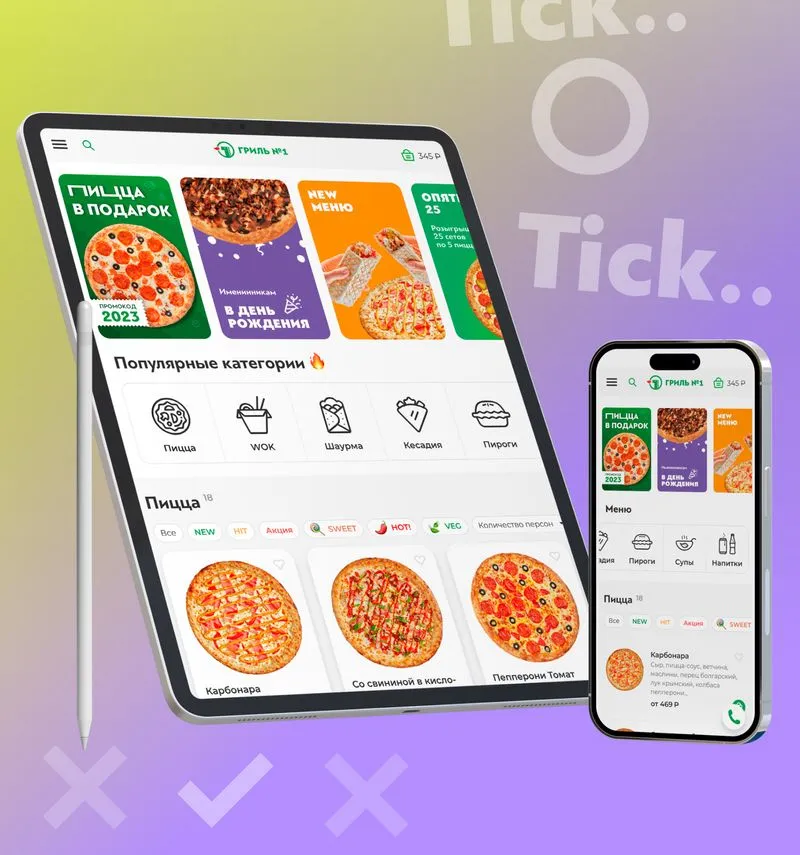 Tick..
Tick..
ГРИЛЬ №1
345 Р
ПИЦЦА
В ПОДАРОК
ПРОМОКОД
2023
Именинникам
В ДЕНЬ
РОЖДЕНИЯ
NEW
МЕНЮ
ОПЯТ
25
Розыгрыш
25 сетов
по 5 пицц
Популярные категории
Пицца
WOK
Шаурма
Кесадия
Пироги
Пицца 18
Все
NEW
HIT
Акция
SWEET
HOT!
VEG
Количество персон
Карбонара
Со свининой в кисло-
Пепперони Томат
ГРИЛЬ №1
345 Р
ПИЦЦА
В ПОДАРОК
ПРОМОКОД
2023
Именинникам
В ДЕНЬ
РОЖДЕНИЯ
NEW
МЕНЮ
Меню
адия
Пироги
Супы
Напитки
Пицца 18
Все
NEW
HIT
Акция
SWEET
Карбонара
Сыр, пицца-соус, ветчина,
маслины, перец болгарский,
лук крымский, колбаса
пепперони...
от 469 Р